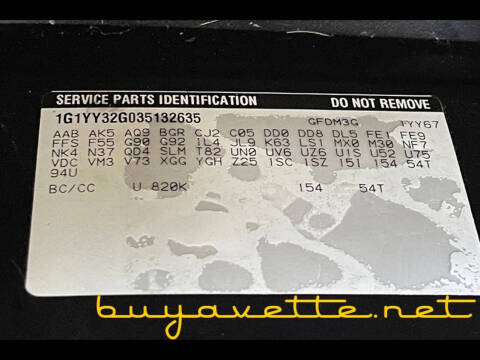 SERVICE PARTS IDENTIFICATION DO NOT REMOVE
1G1YY32G035132635 GFDM3G 1YY67
AAB AK5 AQ9 BGR CJ2 C05 DD0 DD8 DL5 FE1 FE9
FFS F55 G90 G92 IL4 JL9 K63 LS1 MX0 M30 NF7
NK4 N37 QD4 SLM T82 UN0 UV6 UZ6 U1S U52 U75
VDC VM3 V73 XGG YGH Z25 1SC 1SZ 15I 154 54T
94U
BC/CC U 820K 154 54T
buyavette.net